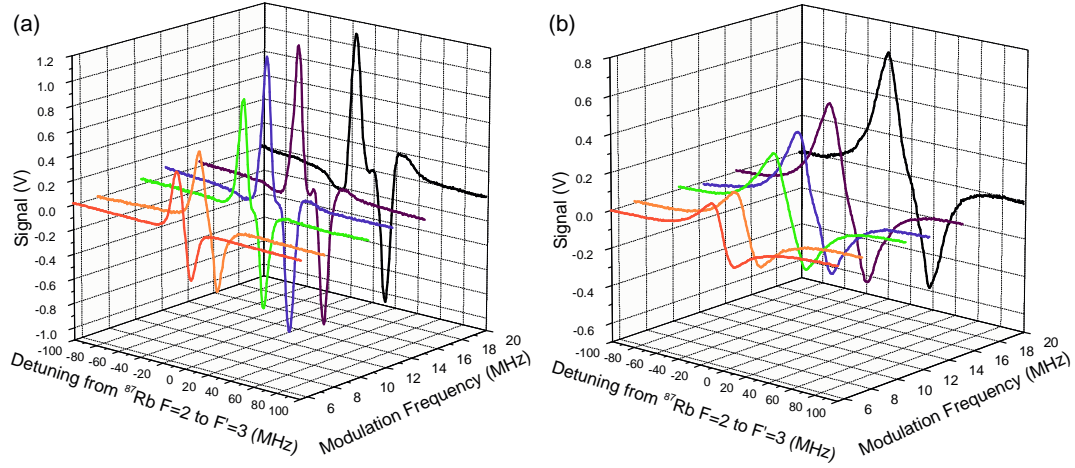 (a)
1.2
1.0
0.8
0.6
0.4
0.2
0.0
-0.2
-0.4
-0.6
-0.8
-1.0
Signal (V)
-100 -80 -60 -40 -20 0 20 40 60 80 100
Detuning from ⁸⁷Rb F=2 to F'=3 (MHz)
6 8 10 12 14 16 18 20
Modulation Frequency (MHz)
(b)
0.8
0.6
0.4
0.2
0.0
-0.2
-0.4
-0.6
Signal (V)
-100 -80 -60 -40 -20 0 20 40 60 80 100
Detuning from ⁸⁷Rb F=2 to F'=3 (MHz)
6 8 10 12 14 16 18 20
Modulation Frequency (MHz)